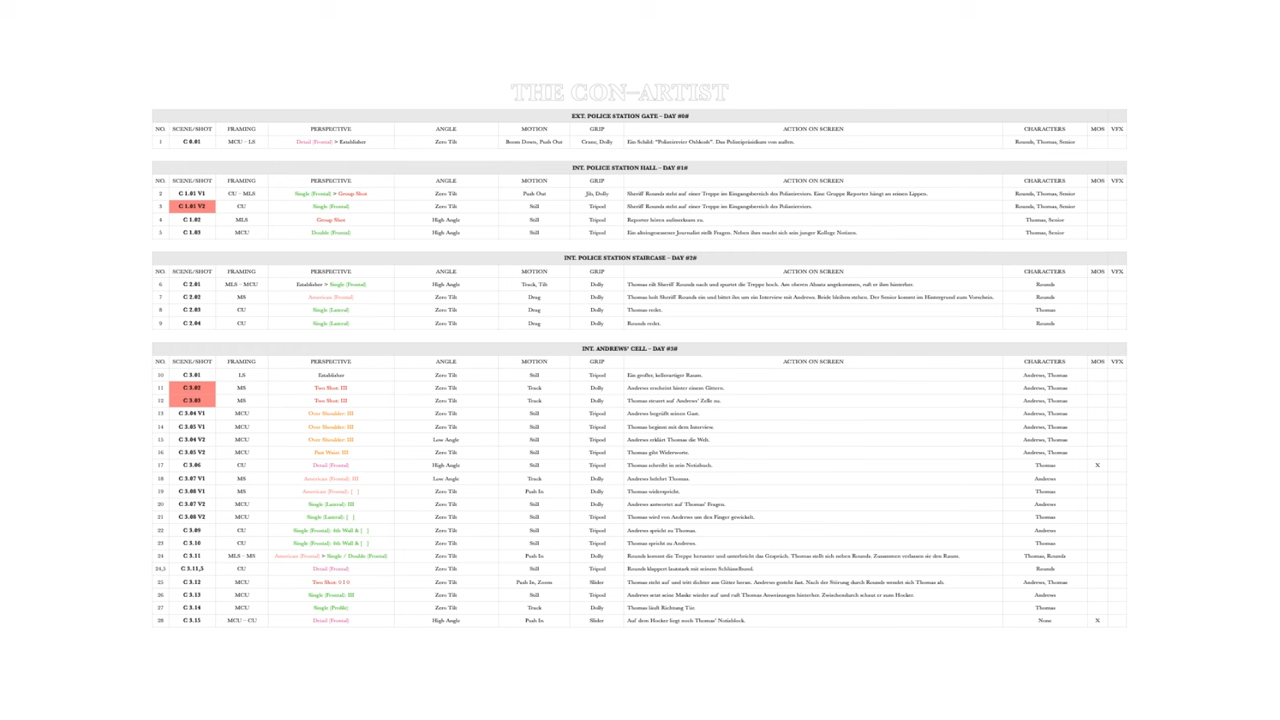 THE CON–ARTIST
EXT. POLICE STATION GATE – DAY #0#
NO. SCENE/SHOT FRAMING PERSPECTIVE ANGLE MOTION GRIP ACTION ON SCREEN CHARACTERS MOS VFX
1 C 0.01 MCU – LS Detail (Frontal) > Establisher Zero Tilt Boom Down, Push Out Crane, Dolly Ein Schild: "Polizeirevier Oshkosh". Das Polizeipräsidium von außen. Rounds, Thomas, Senior
INT. POLICE STATION HALL – DAY #1#
NO. SCENE/SHOT FRAMING PERSPECTIVE ANGLE MOTION GRIP ACTION ON SCREEN CHARACTERS MOS VFX
2 C 1.01 V1 CU – MLS Single (Frontal) > Group Shot Zero Tilt Push Out Jib, Dolly Sheriff Rounds steht auf einer Treppe im Eingangsbereich des Polizeireviers. Eine Gruppe Reporter hängt an seinen Lippen. Rounds, Thomas, Senior
3 C 1.01 V2 CU Single (Frontal) Zero Tilt Still Tripod Sheriff Rounds steht auf einer Treppe im Eingangsbereich des Polizeireviers. Rounds, Thomas, Senior
4 C 1.02 MLS Group Shot High Angle Still Tripod Reporter hören aufmerksam zu. Thomas, Senior
5 C 1.03 MCU Double (Frontal) High Angle Still Tripod Ein alteingesessener Journalist stellt Fragen. Neben ihm macht sich sein junger Kollege Notizen. Thomas, Senior
INT. POLICE STATION STAIRCASE – DAY #2#
NO. SCENE/SHOT FRAMING PERSPECTIVE ANGLE MOTION GRIP ACTION ON SCREEN CHARACTERS MOS VFX
6 C 2.01 MLS – MCU Establisher > Single (Frontal) High Angle Track, Tilt Dolly Thomas eilt Sheriff Rounds nach und spurtet die Treppe hoch. Am oberen Absatz angekommen, ruft er ihm hinterher. Rounds
7 C 2.02 MS American (Frontal) Zero Tilt Drag Dolly Thomas holt Sheriff Rounds ein und bittet ihn um ein Interview mit Andrews. Beide bleiben stehen. Der Senior kommt im Hintergrund zum Vorschein. Rounds
8 C 2.03 CU Single (Lateral) Zero Tilt Drag Dolly Thomas redet. Thomas
9 C 2.04 CU Single (Lateral) Zero Tilt Drag Dolly Rounds redet. Rounds
INT. ANDREWS' CELL – DAY #3#
NO. SCENE/SHOT FRAMING PERSPECTIVE ANGLE MOTION GRIP ACTION ON SCREEN CHARACTERS MOS VFX
10 C 3.01 LS Establisher Zero Tilt Still Tripod Ein großer, kellerartiger Raum. Andrews, Thomas
11 C 3.02 MS Two Shot: III Zero Tilt Track Dolly Andrews erscheint hinter einem Gittern. Andrews, Thomas
12 C 3.03 MS Two Shot: III Zero Tilt Track Dolly Thomas steuert auf Andrews' Zelle zu. Andrews, Thomas
13 C 3.04 V1 MCU Over Shoulder: III Zero Tilt Still Tripod Andrews begrüßt seinen Gast. Andrews, Thomas
14 C 3.05 V1 MCU Over Shoulder: III Zero Tilt Still Tripod Thomas beginnt mit dem Interview. Andrews, Thomas
15 C 3.04 V2 MCU Over Shoulder: III Low Angle Still Tripod Andrews erklärt Thomas die Welt. Andrews, Thomas
16 C 3.05 V2 MCU Past Waist: III Zero Tilt Still Tripod Thomas gibt Widerworte. Andrews, Thomas
17 C 3.06 CU Detail (Frontal) High Angle Still Tripod Thomas schreibt in sein Notizbuch. Thomas X
18 C 3.07 V1 MS American (Frontal): III Low Angle Track Dolly Andrews belehrt Thomas. Andrews
19 C 3.08 V1 MS American (Frontal): [ ] Zero Tilt Push In Dolly Thomas widerspricht. Thomas
20 C 3.07 V2 MCU Single (Lateral): III Zero Tilt Still Dolly Andrews antwortet auf Thomas' Fragen. Andrews
21 C 3.08 V2 MCU Single (Lateral): [ ] Zero Tilt Still Tripod Thomas wird von Andrews um den Finger gewickelt. Thomas
22 C 3.09 CU Single (Frontal): 4th Wall & [ ] Zero Tilt Still Tripod Andrews spricht zu Thomas. Andrews
23 C 3.10 CU Single (Frontal): 4th Wall & [ ] Zero Tilt Still Tripod Thomas spricht zu Andrews. Thomas
24 C 3.11 MLS – MS American (Frontal) > Single / Double (Frontal) Zero Tilt Push In Dolly Rounds kommt die Treppe herunter und unterbricht das Gespräch. Thomas stellt sich neben Rounds. Zusammen verlassen sie den Raum. Thomas, Rounds
24,5 C 3.11,5 CU Detail (Frontal) Zero Tilt Still Tripod Rounds klappert lautstark mit seinem Schlüsselbund. Rounds
25 C 3.12 MCU Two Shot: 0 I 0 Zero Tilt Push In, Zoom Slider Thomas steht auf und tritt dichter ans Gitter heran. Andrews gesteht fast. Nach der Störung durch Rounds wendet sich Thomas ab. Andrews, Thomas
26 C 3.13 MCU Single (Frontal): III Zero Tilt Still Tripod Andrews setzt seine Maske wieder auf und ruft Thomas Anweisungen hinterher. Zwischendurch schaut er zum Hocker. Andrews
27 C 3.14 MCU Single (Profile) Zero Tilt Track Dolly Thomas läuft Richtung Tür. Thomas
28 C 3.15 MCU – CU Detail (Frontal) High Angle Push In Slider Auf dem Hocker liegt noch Thomas' Notizblock. None X